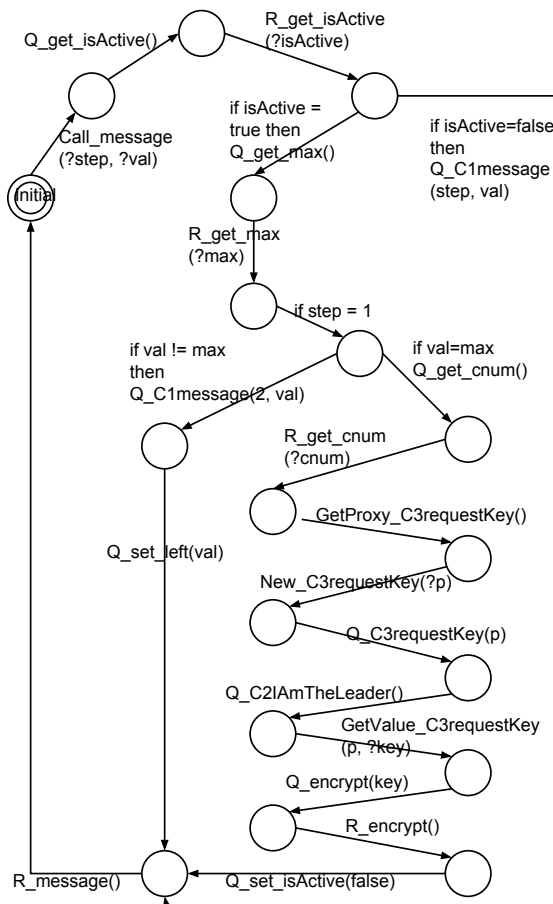 R_get_isActive
(?isActive)
Q_get_isActive()
if isActive =
true then
Q_get_max()
if isActive=false
then
Q_C1message
(step, val)
Call_message
(?step, ?val)
Initial
R_get_max
(?max)
if step = 1
if val != max
then
Q_C1message(2, val)
if val=max
Q_get_cnum()
R_get_cnum
(?cnum)
GetProxy_C3requestKey()
Q_set_left(val)
New_C3requestKey(?p)
Q_C3requestKey(p)
Q_C2IAmTheLeader()
GetValue_C3requestKey
(p, ?key)
Q_encrypt(key)
R_encrypt()
R_message()
Q_set_isActive(false)